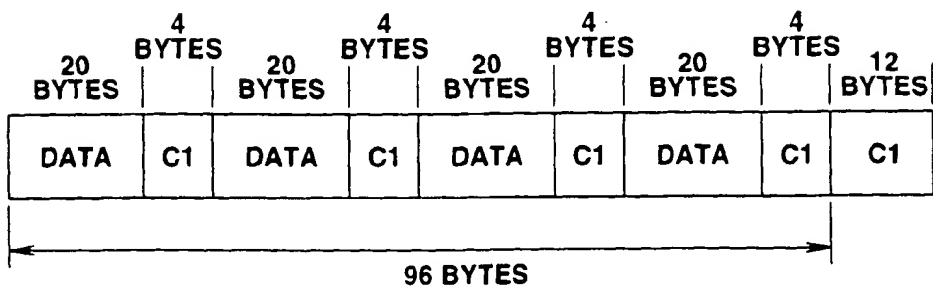 4 4 4 4
BYTES BYTES BYTES BYTES
20 20 20 20 12
BYTES BYTES BYTES BYTES BYTES
DATA C1 DATA C1 DATA C1 DATA C1 C1
96 BYTES